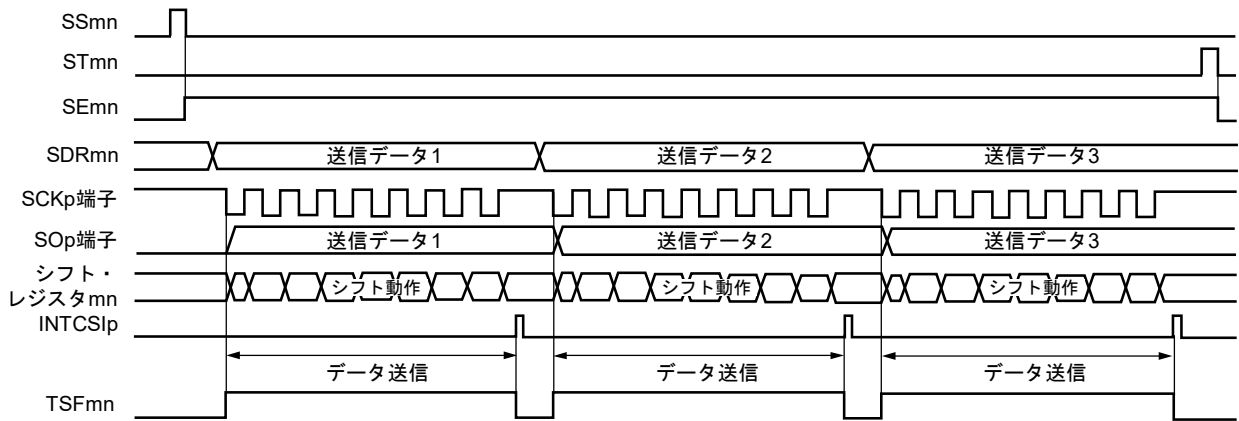 SSmn
STmn
SEmn
SDRmn 送信データ1 送信データ2 送信データ3
SCKp端子
SOp端子 送信データ1 送信データ2 送信データ3
シフト・
レジスタmn シフト動作 シフト動作 シフト動作
INTCSIp
データ送信 データ送信 データ送信
TSFmn